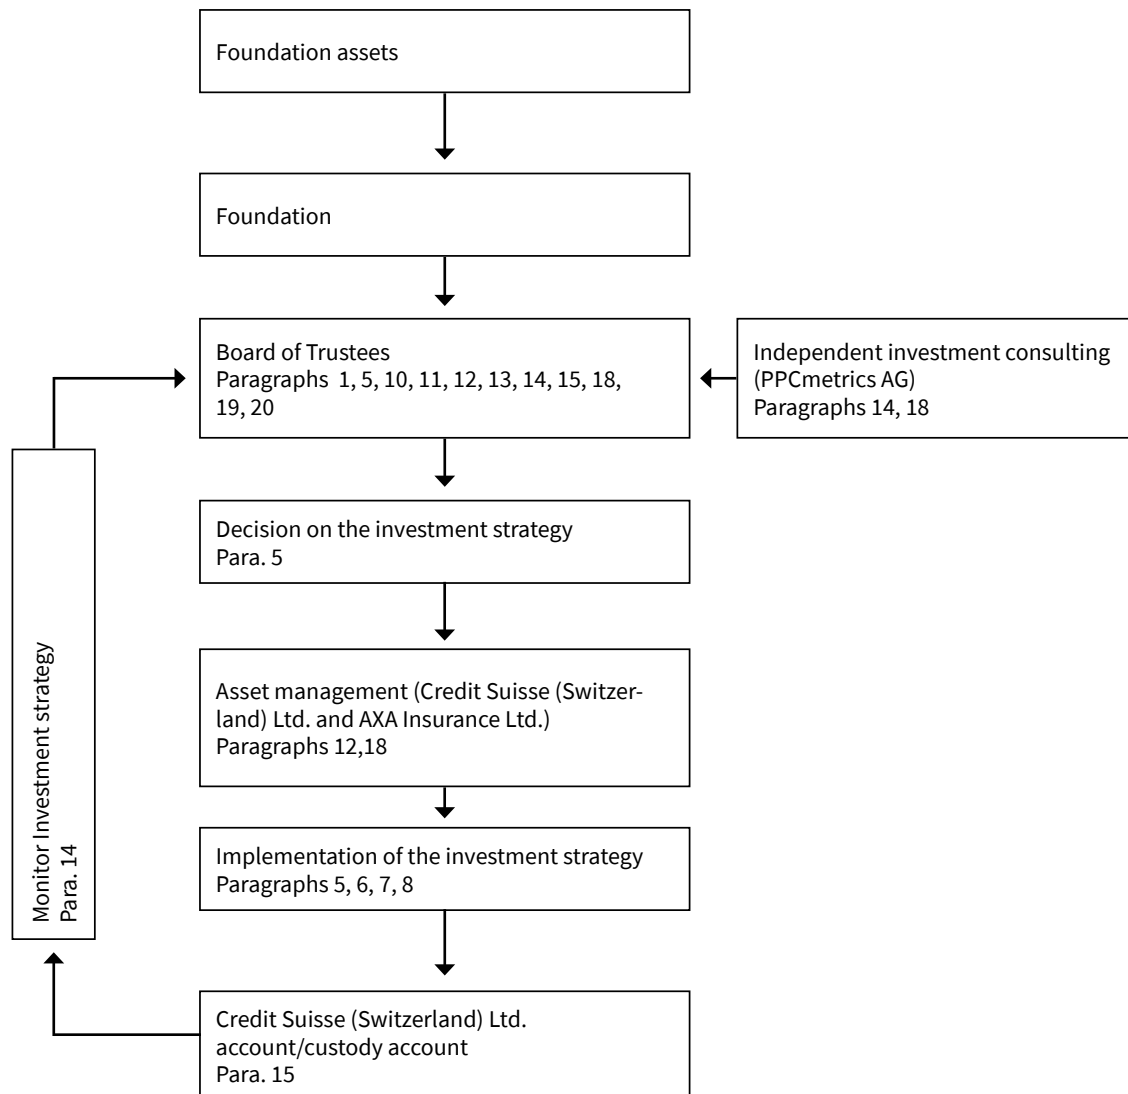 Foundation assets
Foundation
Board of Trustees
Paragraphs 1, 5, 10, 11, 12, 13, 14, 15, 18,
19, 20
Independent investment consulting
(PPCmetrics AG)
Paragraphs 14, 18
Decision on the investment strategy
Para. 5
Monitor Investment strategy
Para. 14
Asset management (Credit Suisse (Switzer-
land) Ltd. and AXA Insurance Ltd.)
Paragraphs 12,18
Implementation of the investment strategy
Paragraphs 5, 6, 7, 8
Credit Suisse (Switzerland) Ltd.
account/custody account
Para. 15